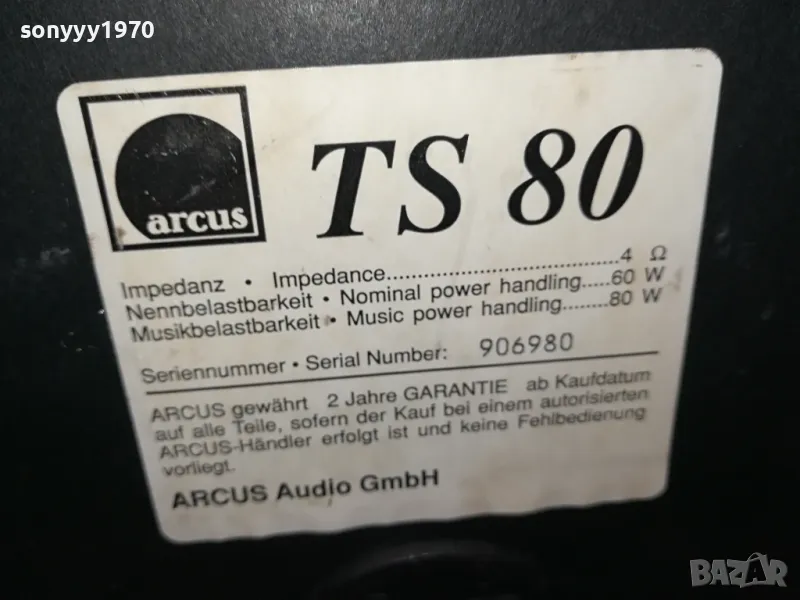 sonyyy1970
arcus
TS 80
Impedanz • Impedance..............................4 Ω
Nennbelastbarkeit • Nominal power handling.....60 W
Musikbelastbarkeit • Music power handling........80 W
Seriennummer • Serial Number: 906980
ARCUS gewährt 2 Jahre GARANTIE ab Kaufdatum
auf alle Teile, sofern der Kauf bei einem autorisierten
ARCUS-Händler erfolgt ist und keine Fehlbedienung
vorliegt.
ARCUS Audio GmbH
BAZAR